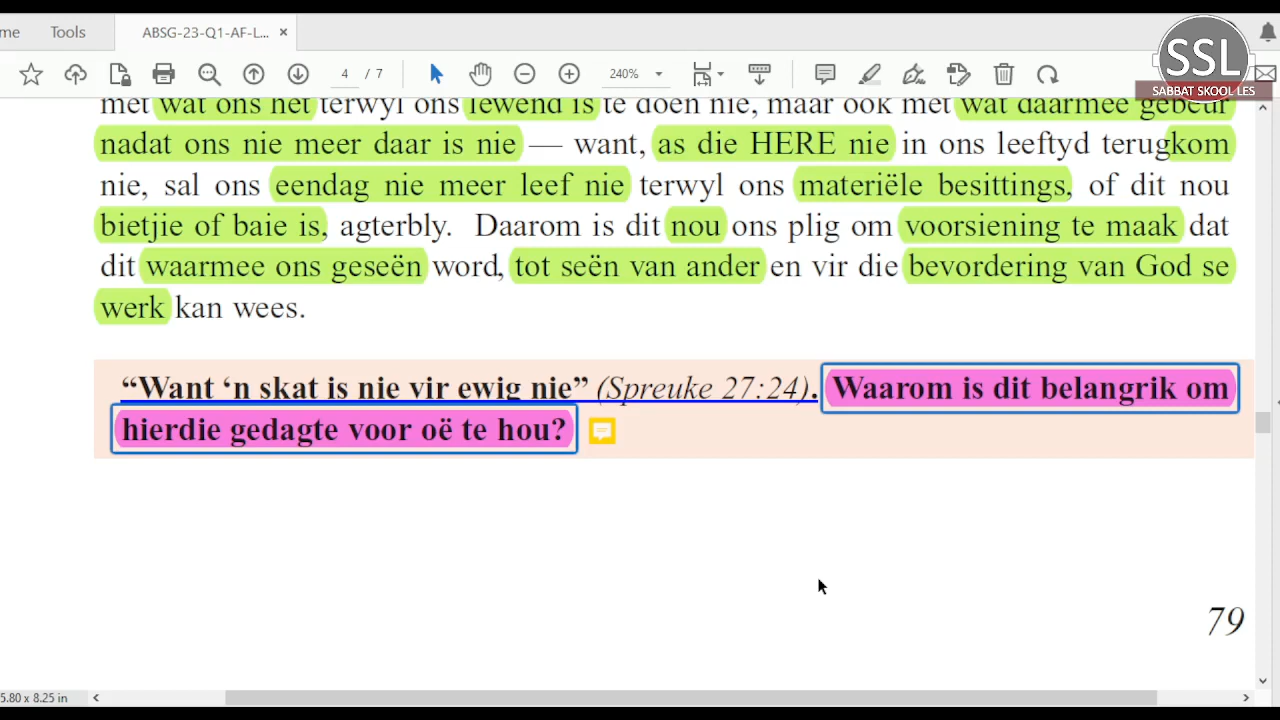 me Tools ABSG-23-Q1-AF-L... ×
SSL
SABBAT SKOOL LES
4 / 7 240%
met wat ons het terwyl ons lewend is te doen nie, maar ook met wat daarmee gebeur
nadat ons nie meer daar is nie — want, as die HERE nie in ons leeftyd terugkom
nie, sal ons eendag nie meer leef nie terwyl ons materiële besittings, of dit nou
bietjie of baie is, agterbly. Daarom is dit nou ons plig om voorsiening te maak dat
dit waarmee ons geseën word, tot seën van ander en vir die bevordering van God se
werk kan wees.
“Want ‘n skat is nie vir ewig nie” (Spreuke 27:24). Waarom is dit belangrik om
hierdie gedagte voor oë te hou?
79
5.80 x 8.25 in